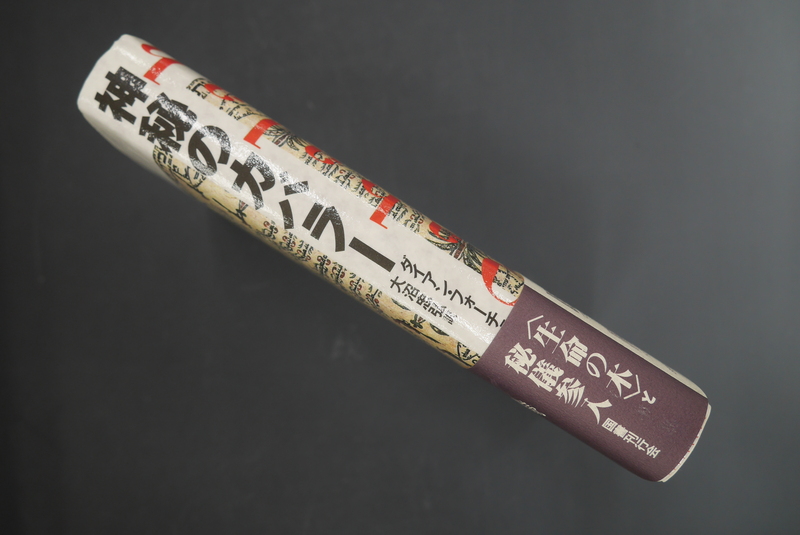 神秘のカバラー
ダイアン・フォーチュ
大沼忠弘訳
〈生命の木〉と
秘儀参入
国書刊行会